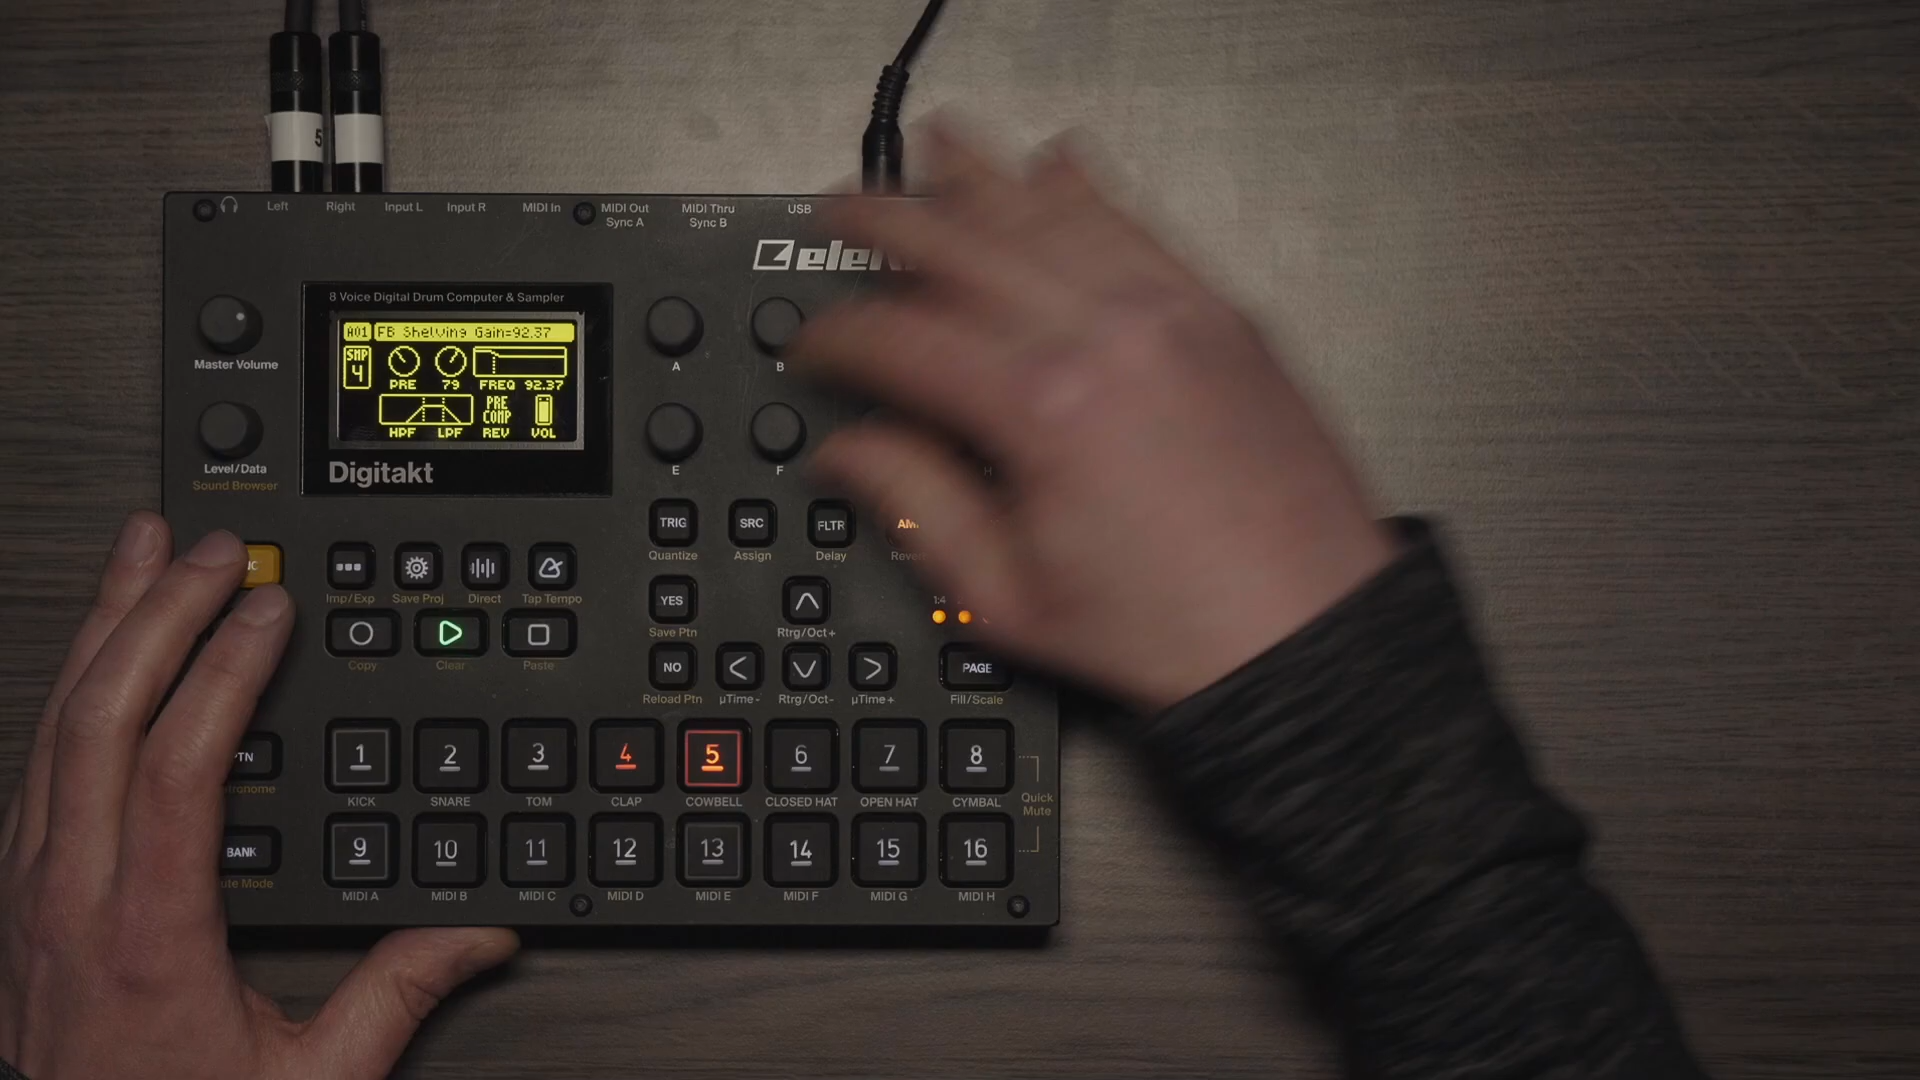 5
Left Right Input L Input R MIDI In MIDI Out MIDI Thru USB
Sync A Sync B
8 Voice Digital Drum Computer & Sampler
A01 FB Shelving Gain=92.37
SMP
4
PRE 79 FREQ 92.37
PRE
COMP
HPF LPF REV VOL
Digitakt
Master Volume
A B
Level/Data
Sound Browser
E F H
TRIG SRC FLTR
Quantize Assign Delay
Imp/Exp Save Proj Direct Tap Tempo
YES
1:4
Save Ptn Rtrg/Oct+
Copy Clear Paste
NO PAGE
Reload Ptn µTime- Rtrg/Oct- µTime+ Fill/Scale
1 2 3 4 5 6 7 8
KICK SNARE TOM CLAP COWBELL CLOSED HAT OPEN HAT CYMBAL
Quick
Mute
9 10 11 12 13 14 15 16
BANK
MIDI A MIDI B MIDI C MIDI D MIDI E MIDI F MIDI G MIDI H